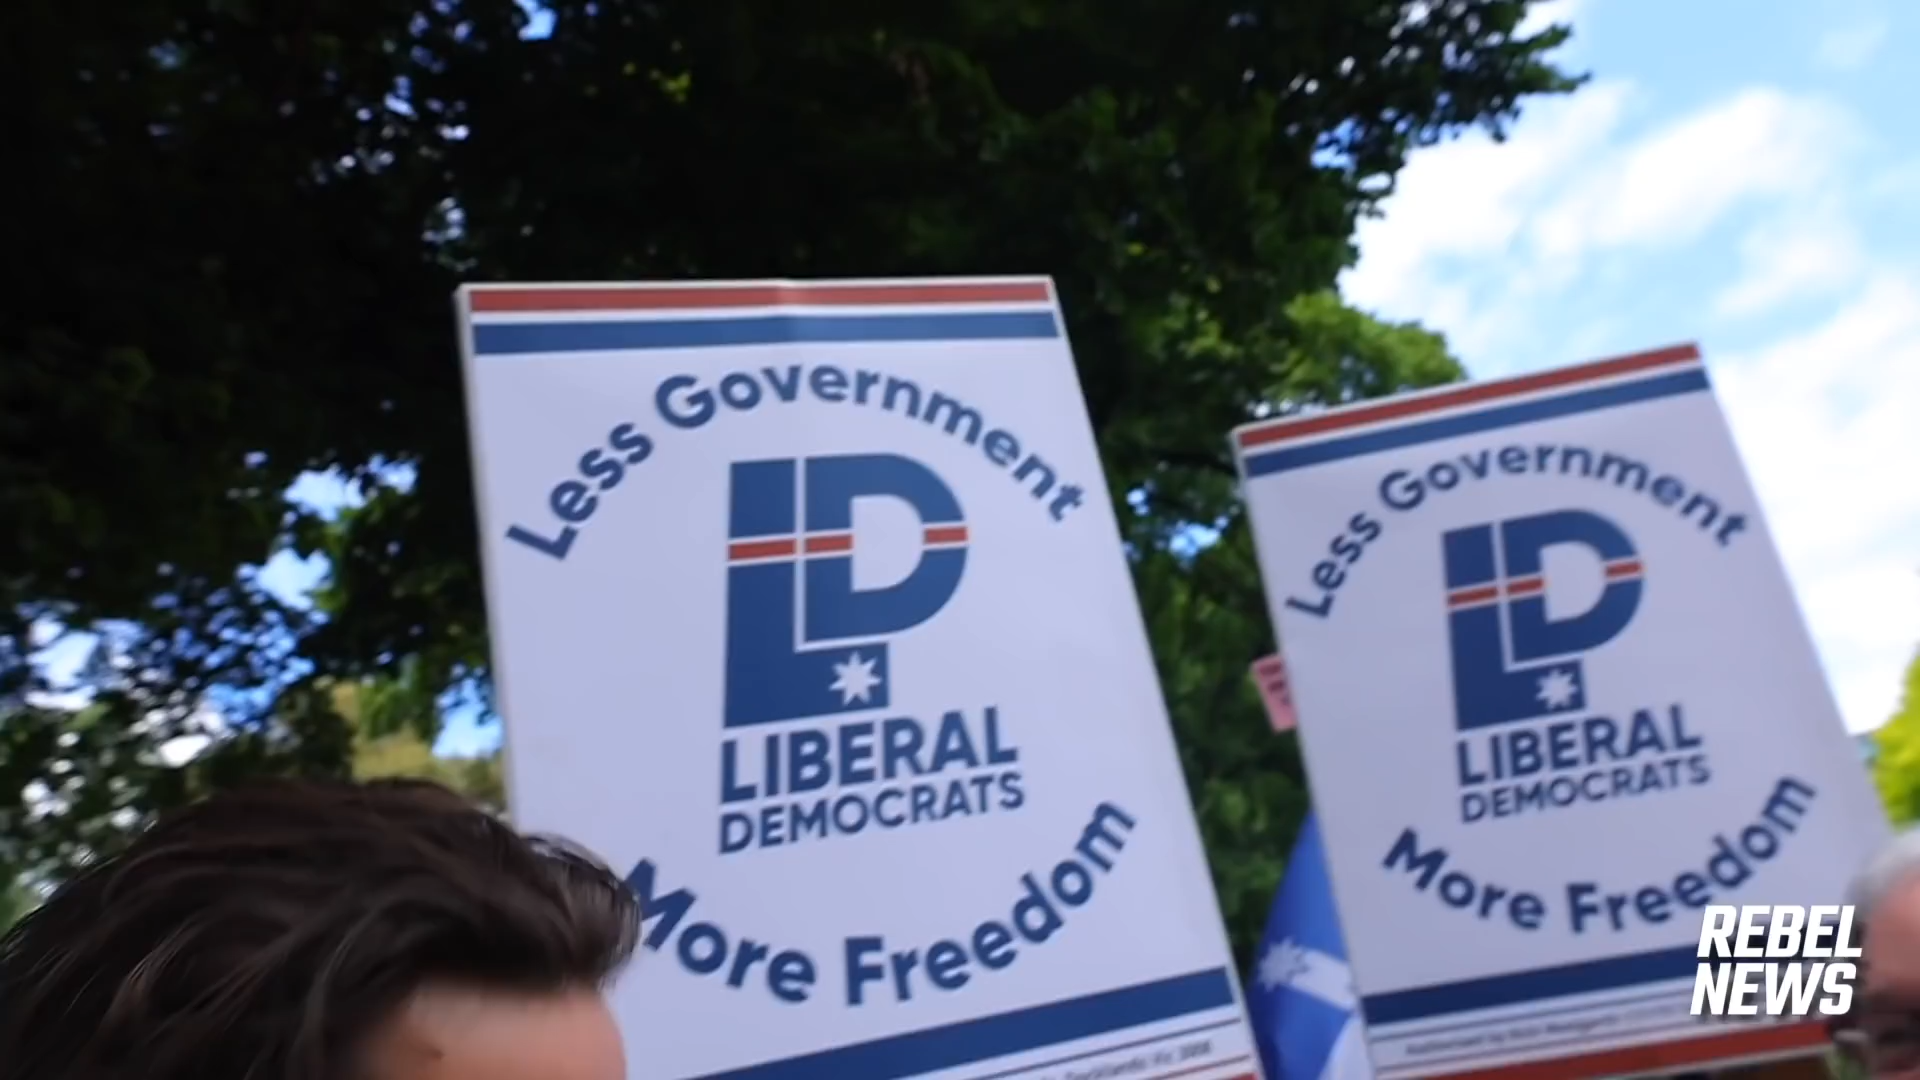 Less Government
LD
LIBERAL
DEMOCRATS
More Freedom
Less Government
LD
LIBERAL
DEMOCRATS
More Freedom
REBEL
NEWS